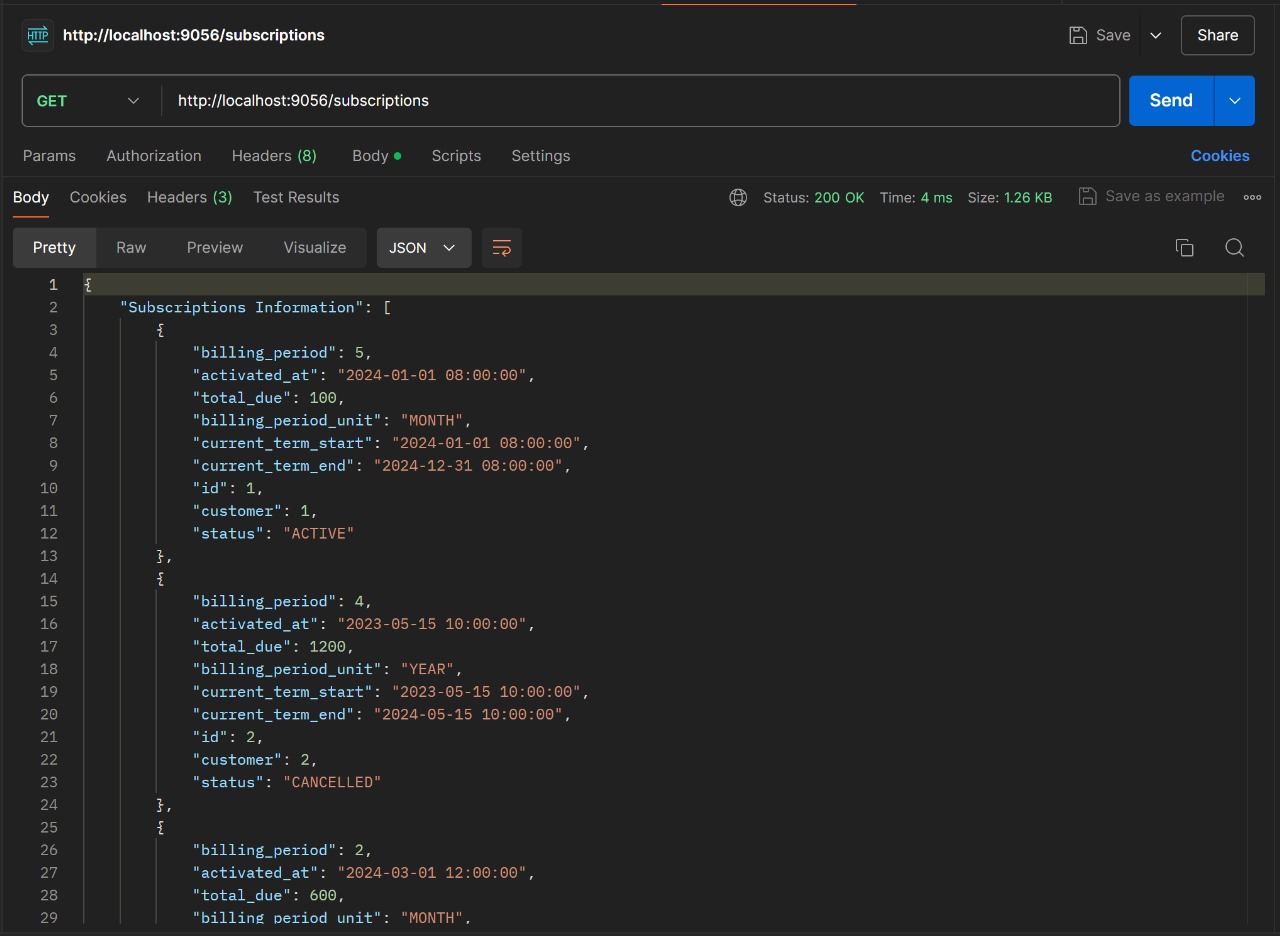 HTTP http://localhost:9056/subscriptions Save Share
GET http://localhost:9056/subscriptions Send
Params Authorization Headers (8) Body Scripts Settings Cookies
Body Cookies Headers (3) Test Results Status: 200 OK Time: 4 ms Size: 1.26 KB Save as example
Pretty Raw Preview Visualize JSON
1 {
2 "Subscriptions Information": [
3 {
4 "billing_period": 5,
5 "activated_at": "2024-01-01 08:00:00",
6 "total_due": 100,
7 "billing_period_unit": "MONTH",
8 "current_term_start": "2024-01-01 08:00:00",
9 "current_term_end": "2024-12-31 08:00:00",
10 "id": 1,
11 "customer": 1,
12 "status": "ACTIVE"
13 },
14 {
15 "billing_period": 4,
16 "activated_at": "2023-05-15 10:00:00",
17 "total_due": 1200,
18 "billing_period_unit": "YEAR",
19 "current_term_start": "2023-05-15 10:00:00",
20 "current_term_end": "2024-05-15 10:00:00",
21 "id": 2,
22 "customer": 2,
23 "status": "CANCELLED"
24 },
25 {
26 "billing_period": 2,
27 "activated_at": "2024-03-01 12:00:00",
28 "total_due": 600,
29 "billing_period_unit": "MONTH",